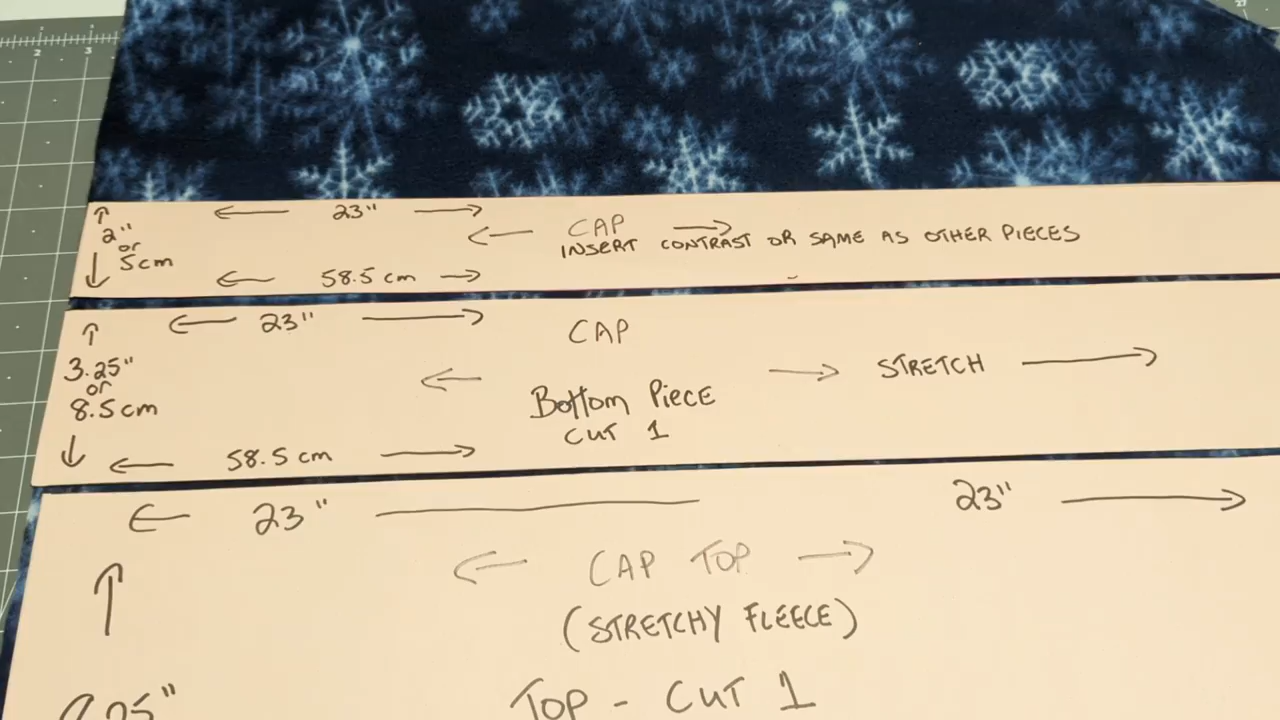 2 3
23"
2"
or
5cm
CAP
INSERT CONTRAST OR SAME AS OTHER PIECES
58.5 cm
23"
CAP
3.25"
or
8.5cm
STRETCH
Bottom Piece
CUT 1
58.5 cm
23" 23"
CAP TOP
(STRETCHY FLEECE)
TOP - CUT 1